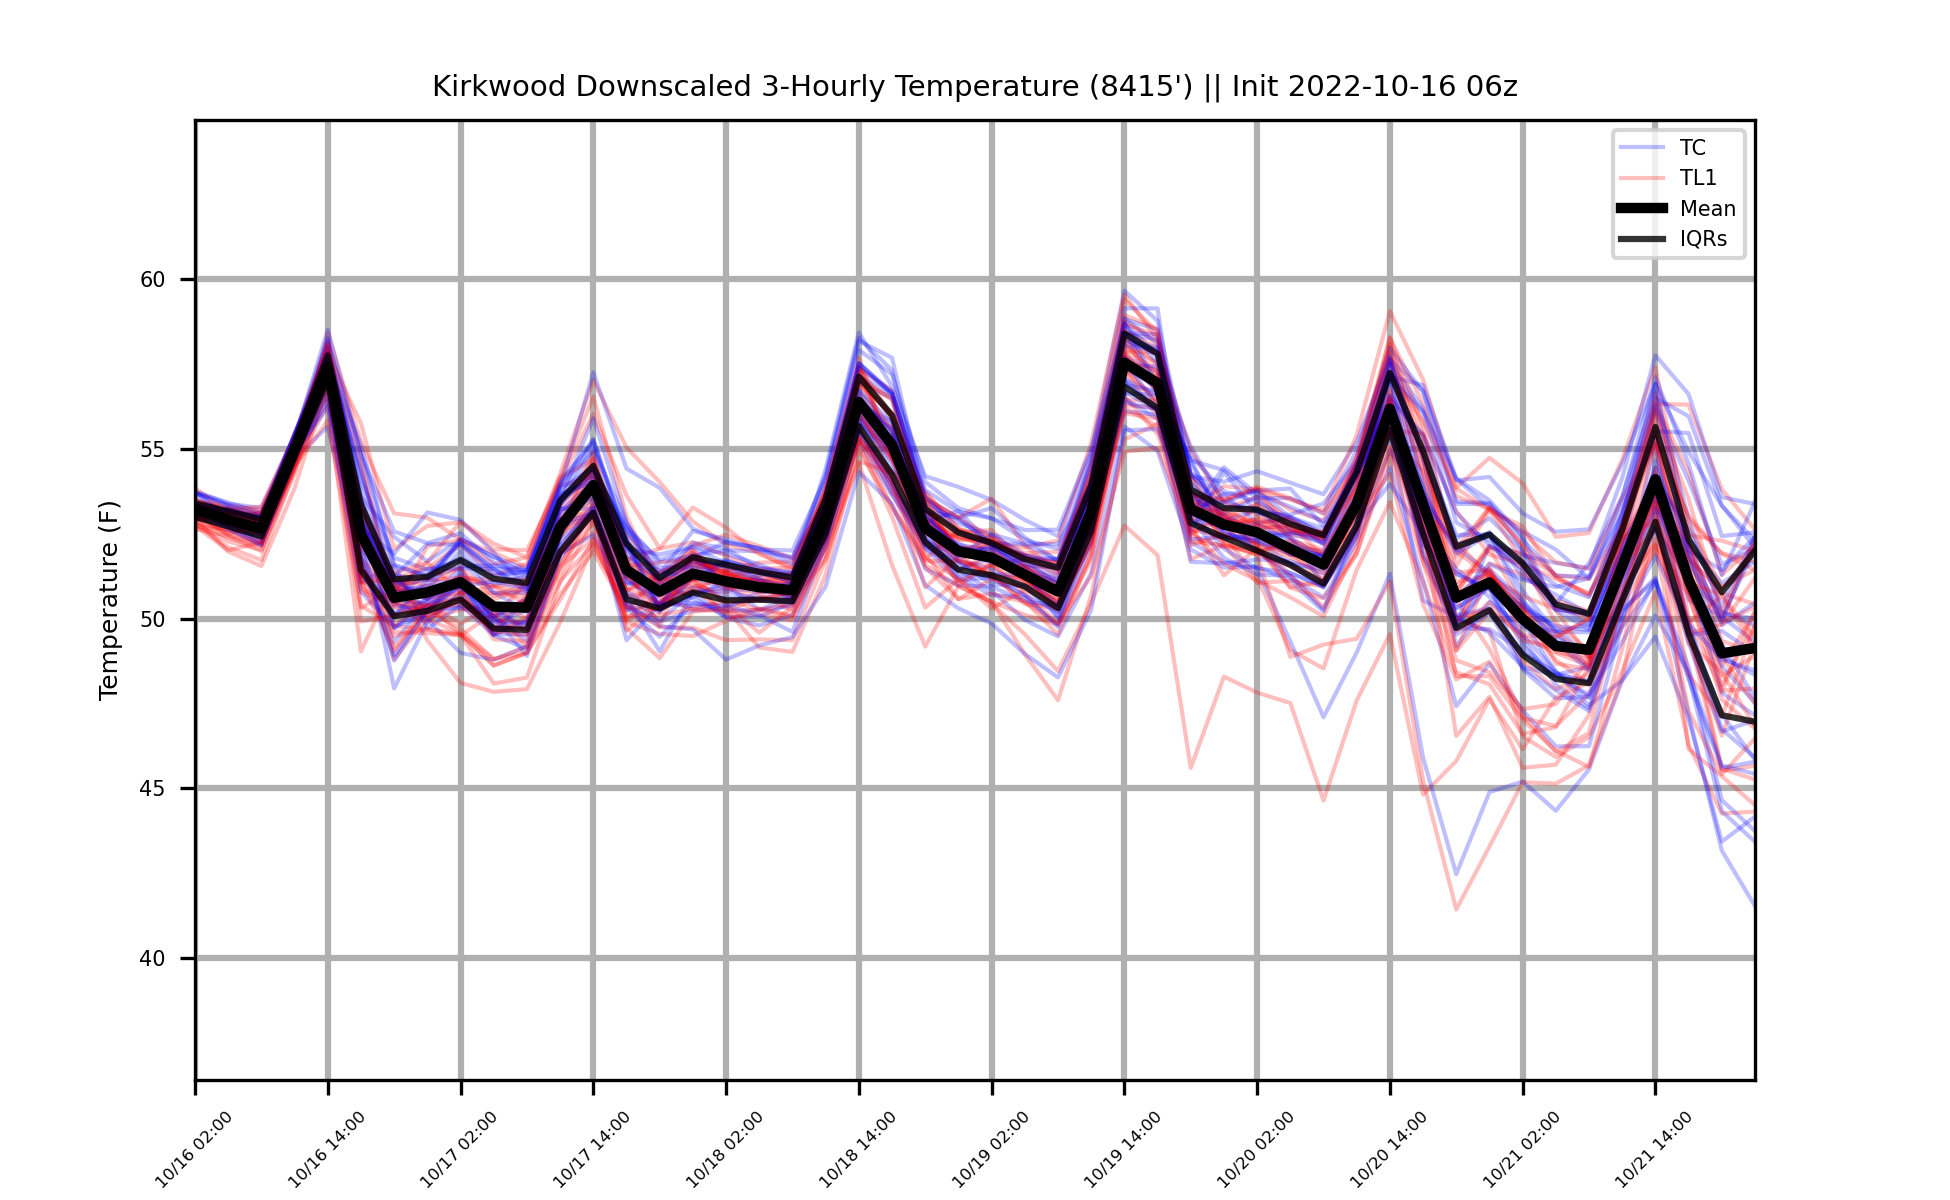 Kirkwood Downscaled 3-Hourly Temperature (8415') || Init 2022-10-16 06z
TC
TL1
Mean
IQRs
Temperature (F)
60
55
50
45
40
10/16 02:00
10/16 14:00
10/17 02:00
10/17 14:00
10/18 02:00
10/18 14:00
10/19 02:00
10/19 14:00
10/20 02:00
10/20 14:00
10/21 02:00
10/21 14:00